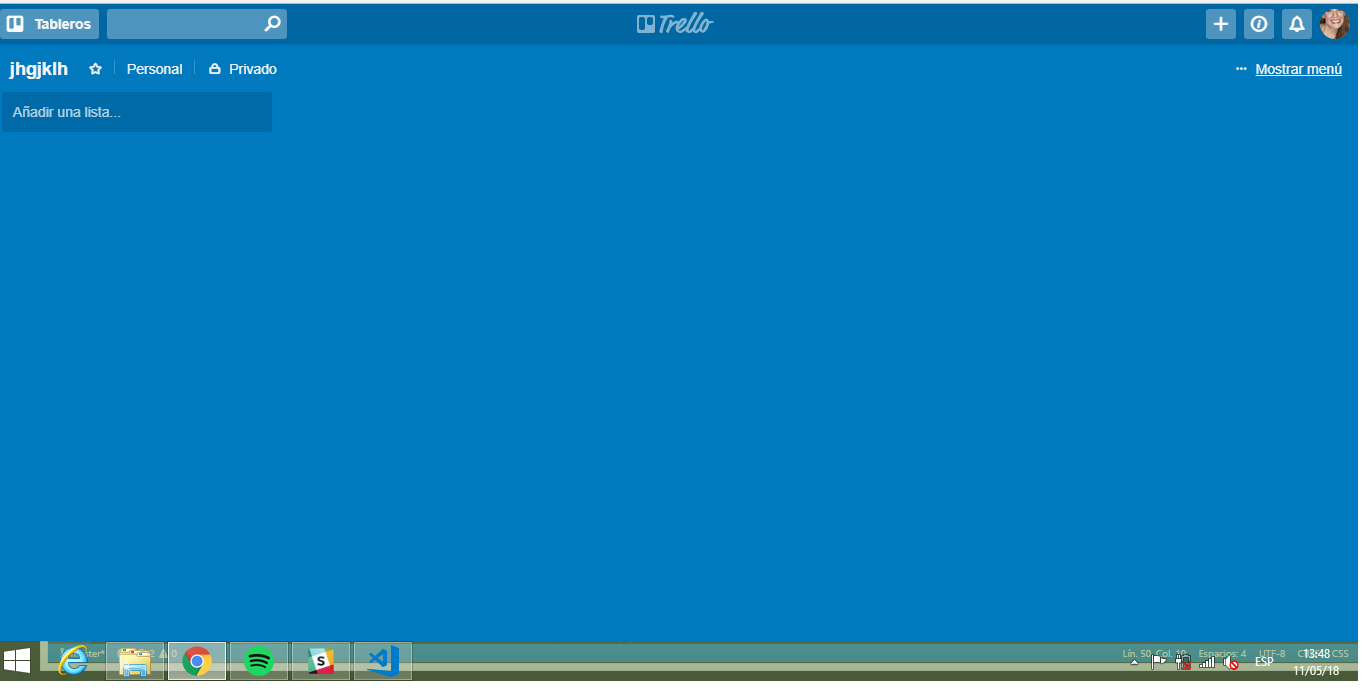 Tableros
Trello
jhgjklh Personal Privado ··· Mostrar menú
Añadir una lista...
Lín. 50, Col. 10 Espacios: 4 UTF-8 CSS
ESP
13:48
11/05/18